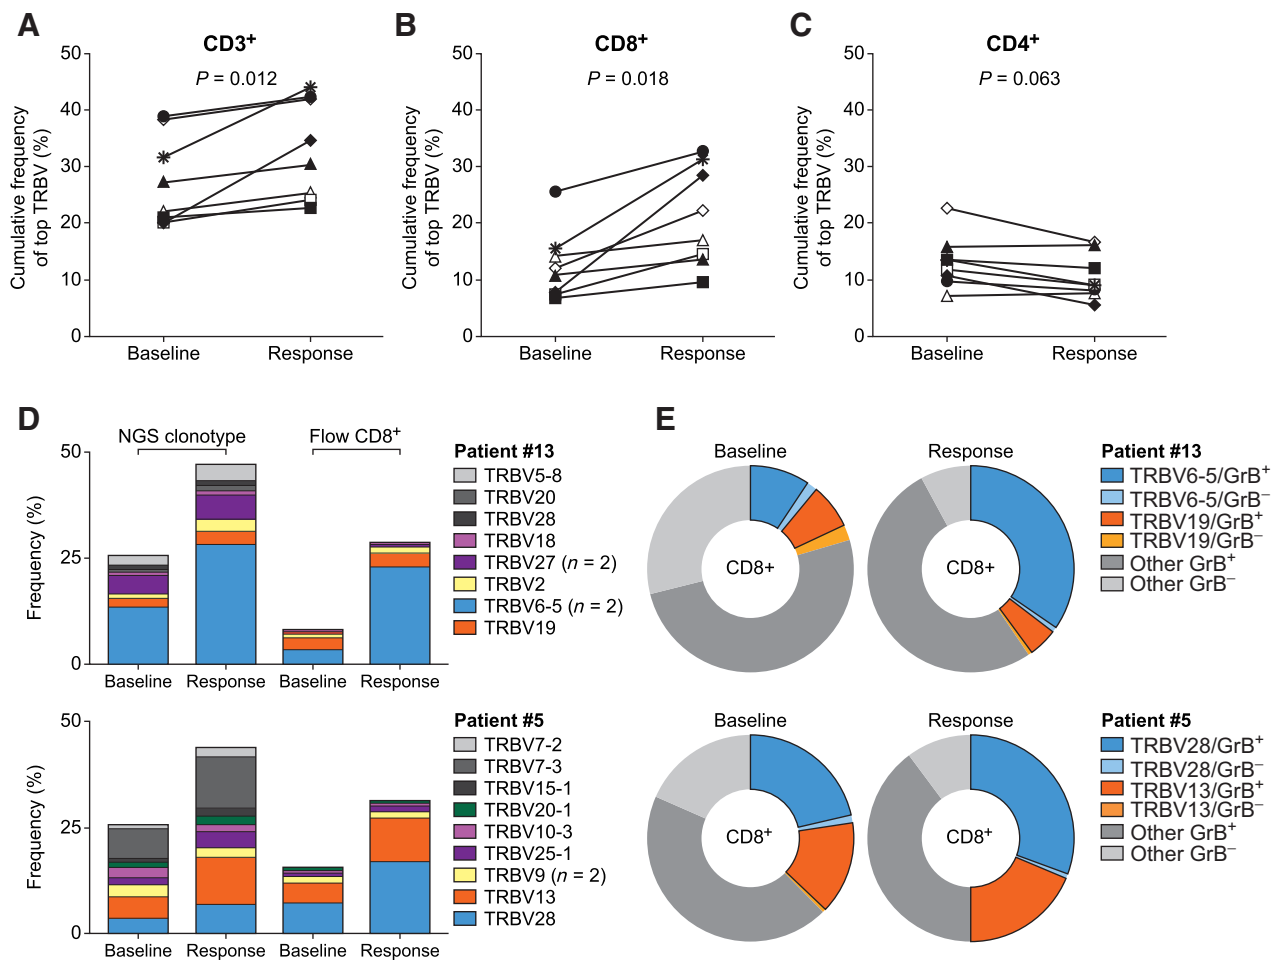 A
CD3+
P = 0.012
Cumulative frequency
of top TRBV (%)
50
40
30
20
10
0
Baseline
Response
B
CD8+
P = 0.018
Cumulative frequency
of top TRBV (%)
50
40
30
20
10
0
Baseline
Response
C
CD4+
P = 0.063
Cumulative frequency
of top TRBV (%)
50
40
30
20
10
0
Baseline
Response
D
NGS clonotype
Flow CD8+
Frequency (%)
50
25
0
Baseline
Response
Baseline
Response
Patient #13
TRBV5-8
TRBV20
TRBV28
TRBV18
TRBV27 (n = 2)
TRBV2
TRBV6-5 (n = 2)
TRBV19
Frequency (%)
50
25
0
Baseline
Response
Baseline
Response
Patient #5
TRBV7-2
TRBV7-3
TRBV15-1
TRBV20-1
TRBV10-3
TRBV25-1
TRBV9 (n = 2)
TRBV13
TRBV28
E
Baseline
CD8+
Response
CD8+
Patient #13
TRBV6-5/GrB+
TRBV6-5/GrB−
TRBV19/GrB+
TRBV19/GrB−
Other GrB+
Other GrB−
Baseline
CD8+
Response
CD8+
Patient #5
TRBV28/GrB+
TRBV28/GrB−
TRBV13/GrB+
TRBV13/GrB−
Other GrB+
Other GrB−